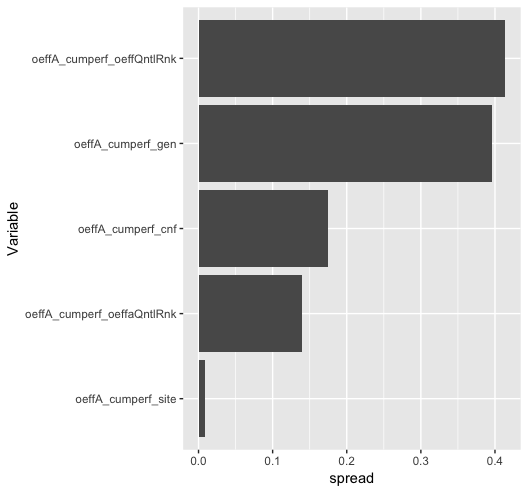 oeffA_cumperf_oeffQntlRnk
oeffA_cumperf_gen
oeffA_cumperf_cnf
oeffA_cumperf_oeffaQntlRnk
oeffA_cumperf_site
Variable
0.0 0.1 0.2 0.3 0.4
spread